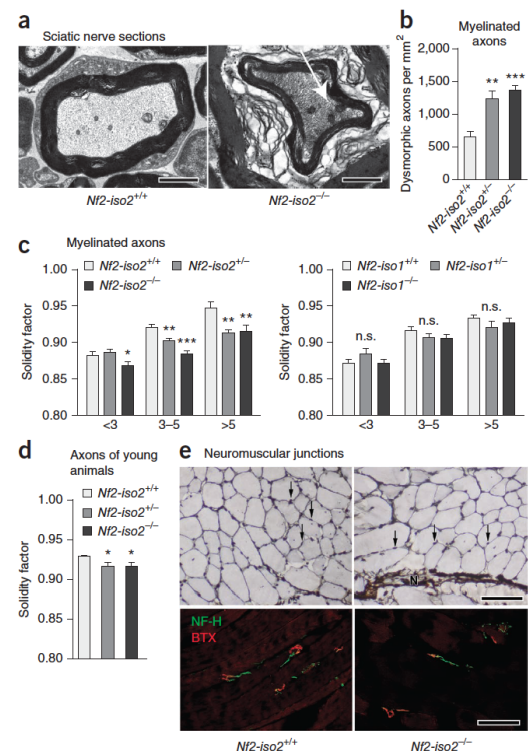 a
Sciatic nerve sections
Nf2-iso2+/+
Nf2-iso2–/–
b
Myelinated
axons
Dysmorphic axons per mm²
2,000
1,500
1,000
500
0
**
***
Nf2-iso2+/+
Nf2-iso2+/–
Nf2-iso2–/–
c
Myelinated axons
Nf2-iso2+/+
Nf2-iso2+/–
Nf2-iso2–/–
Solidity factor
1.00
0.95
0.90
0.85
0.80
*
**
***
**
**
<3
3–5
>5
Nf2-iso1+/+
Nf2-iso1+/–
Nf2-iso1–/–
Solidity factor
1.00
0.95
0.90
0.85
0.80
n.s.
n.s.
n.s.
<3
3–5
>5
d
Axons of young
animals
Nf2-iso2+/+
Nf2-iso2+/–
Nf2-iso2–/–
Solidity factor
1.00
0.95
0.90
0.85
0.80
*
*
e
Neuromuscular junctions
N
NF-H
BTX
Nf2-iso2+/+
Nf2-iso2–/–